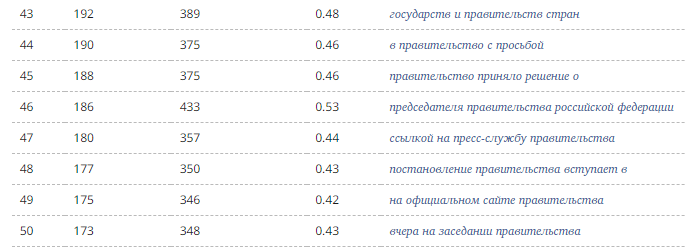 43 192 389 0.48 государств и правительств стран
44 190 375 0.46 в правительство с просьбой
45 188 375 0.46 правительство приняло решение о
46 186 433 0.53 председателя правительства российской федерации
47 180 357 0.44 ссылкой на пресс-службу правительства
48 177 350 0.43 постановление правительства вступает в
49 175 346 0.42 на официальном сайте правительства
50 173 348 0.43 вчера на заседании правительства